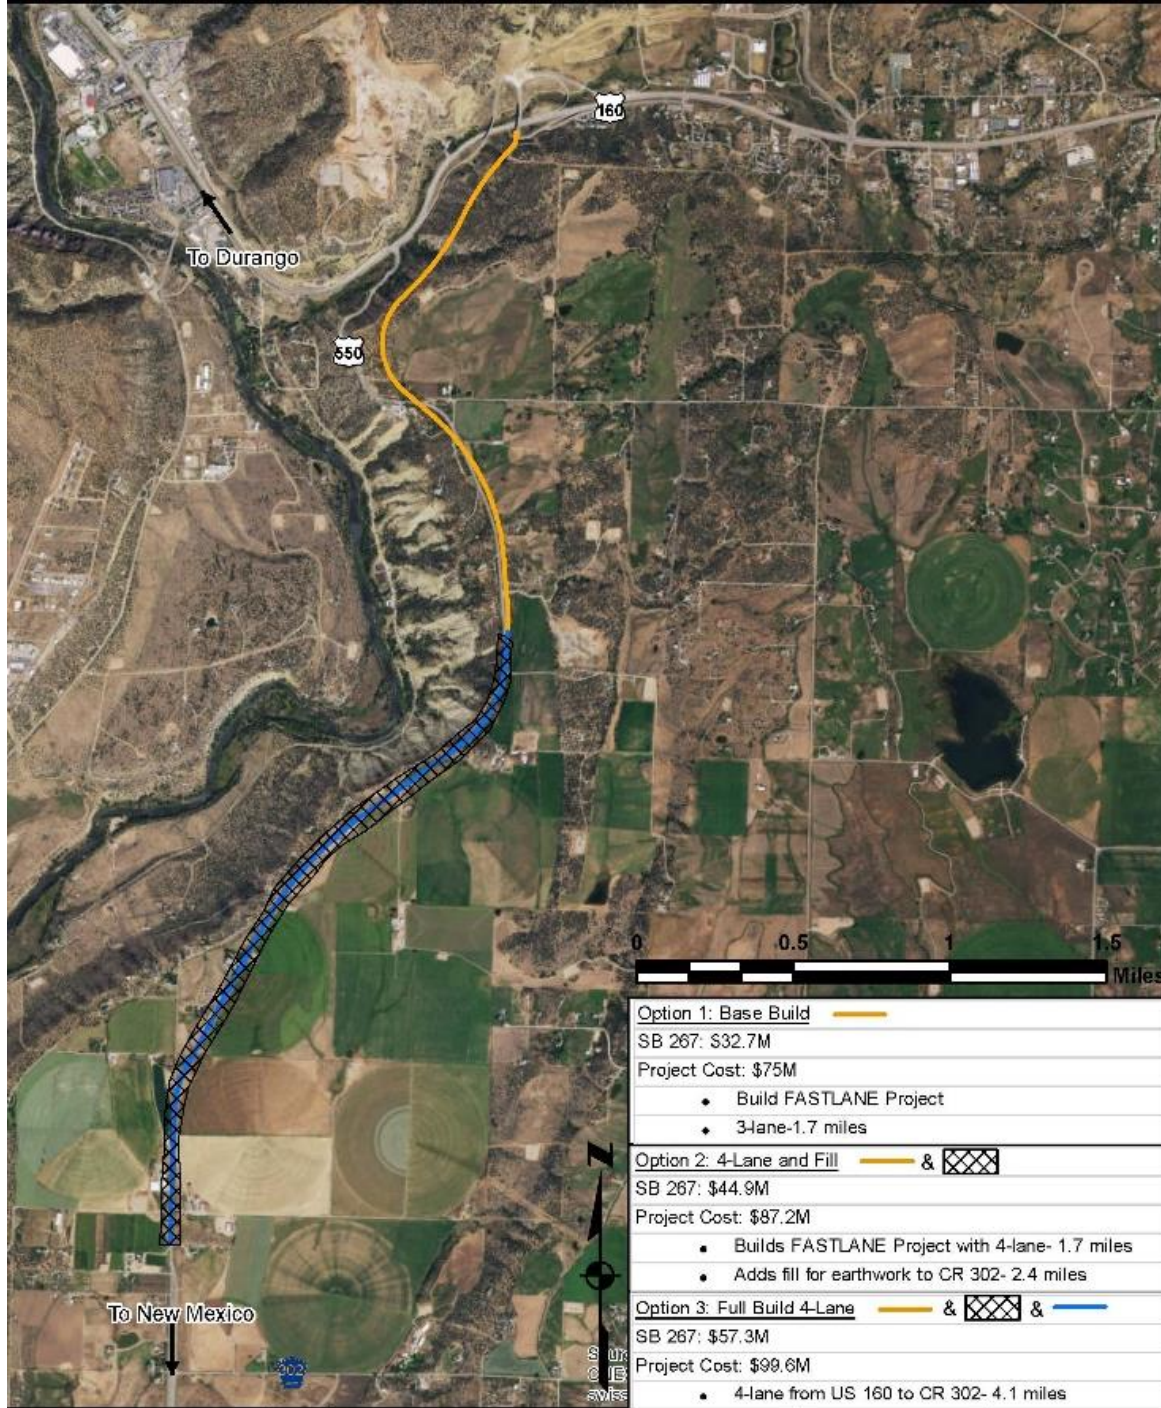 160
To Durango
550
0 0.5 1 1.5
Miles
Option 1: Base Build
SB 267: $32.7M
Project Cost: $75M
• Build FASTLANE Project
• 3-lane-1.7 miles
Option 2: 4-Lane and Fill &
SB 267: $44.9M
Project Cost: $87.2M
• Builds FASTLANE Project with 4-lane- 1.7 miles
• Adds fill for earthwork to CR 302- 2.4 miles
Option 3: Full Build 4-Lane & &
SB 267: $57.3M
Project Cost: $99.6M
• 4-lane from US 160 to CR 302- 4.1 miles
N
To New Mexico
302